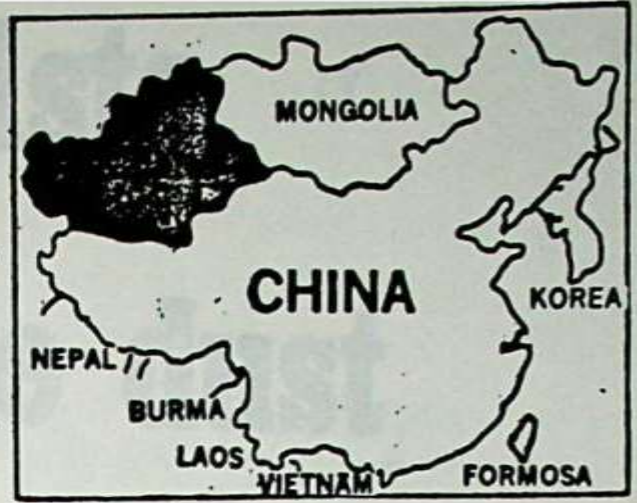 MONGOLIA
CHINA
KOREA
NEPAL
BURMA
LAOS
VIETNAM
FORMOSA